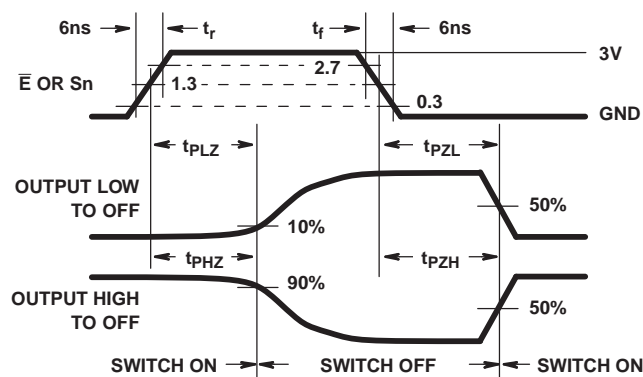 6ns tr tf 6ns
3V
2.7
E̅ OR Sn 1.3
0.3
GND
tPLZ tPZL
OUTPUT LOW
TO OFF
50%
10%
tPHZ tPZH
90%
OUTPUT HIGH
TO OFF
50%
SWITCH ON SWITCH OFF SWITCH ON